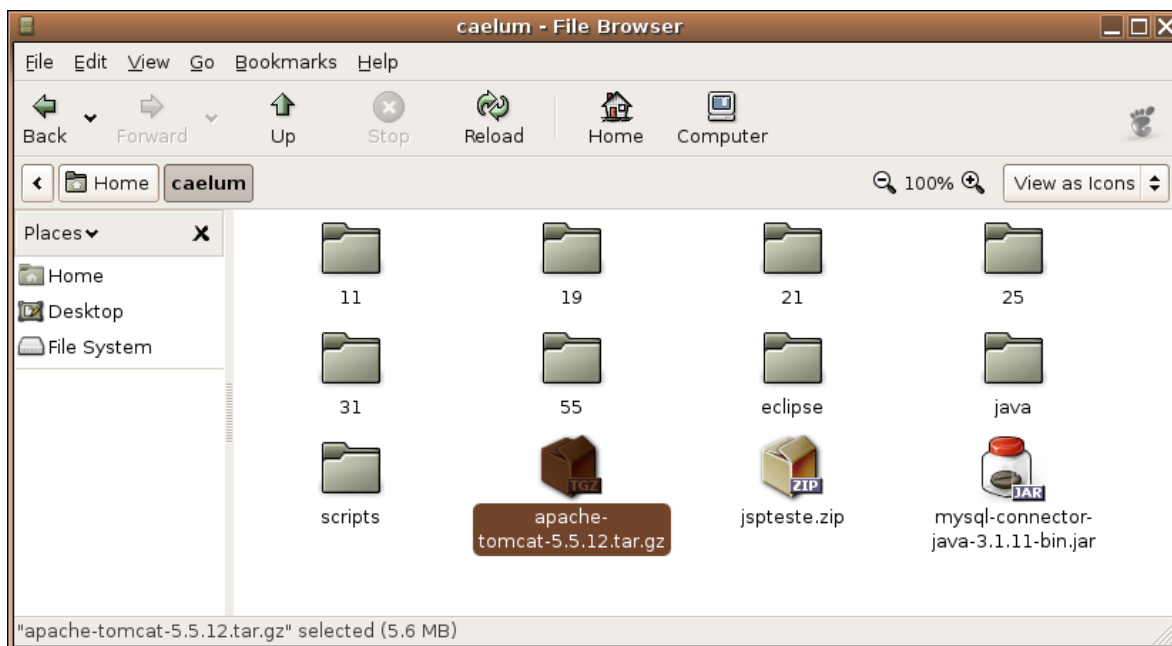 caelum - File Browser
File Edit View Go Bookmarks Help
Back Forward Up Stop Reload Home Computer
Home caelum 100% View as Icons
Places
Home
Desktop
File System
11 19 21 25
31 55 eclipse java
TGZ ZIP JAR
scripts apache- jspteste.zip mysql-connector-
tomcat-5.5.12.tar.gz java-3.1.11-bin.jar
"apache-tomcat-5.5.12.tar.gz" selected (5.6 MB)